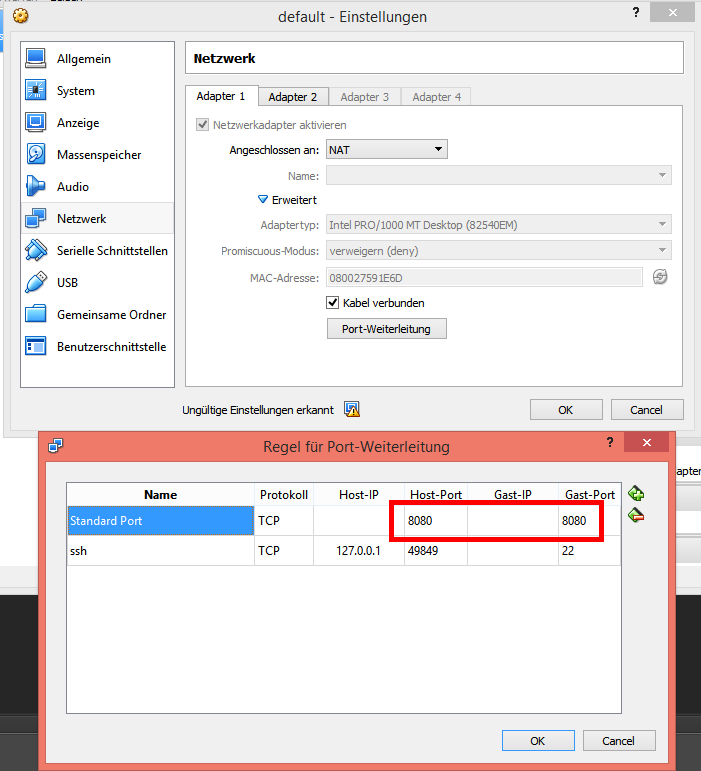 default - Einstellungen
?
Allgemein
System
Anzeige
Massenspeicher
Audio
Netzwerk
Serielle Schnittstellen
USB
Gemeinsame Ordner
Benutzerschnittstelle
Netzwerk
Adapter 1 Adapter 2 Adapter 3 Adapter 4
Netzwerkadapter aktivieren
Angeschlossen an: NAT
Name:
Erweitert
Adaptertyp: Intel PRO/1000 MT Desktop (82540EM)
Promiscuous-Modus: verweigern (deny)
MAC-Adresse: 080027591E6D
Kabel verbunden
Port-Weiterleitung
Ungültige Einstellungen erkannt
OK Cancel
Regel für Port-Weiterleitung
?
Name Protokoll Host-IP Host-Port Gast-IP Gast-Port
Standard Port TCP 8080 8080
ssh TCP 127.0.0.1 49849 22
OK Cancel